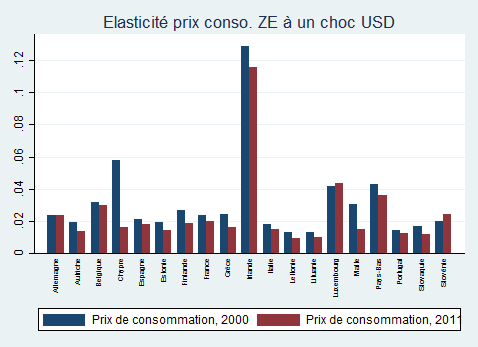 Elasticité prix conso. ZE à un choc USD
.12
.1
.08
.06
.04
.02
0
Allemagne
Autriche
Belgique
Chypre
Espagne
Estonie
Finlande
France
Grèce
Irlande
Italie
Lettonie
Lituanie
Luxembourg
Malte
Pays-Bas
Portugal
Slovaquie
Slovénie
Prix de consommation, 2000
Prix de consommation, 2011